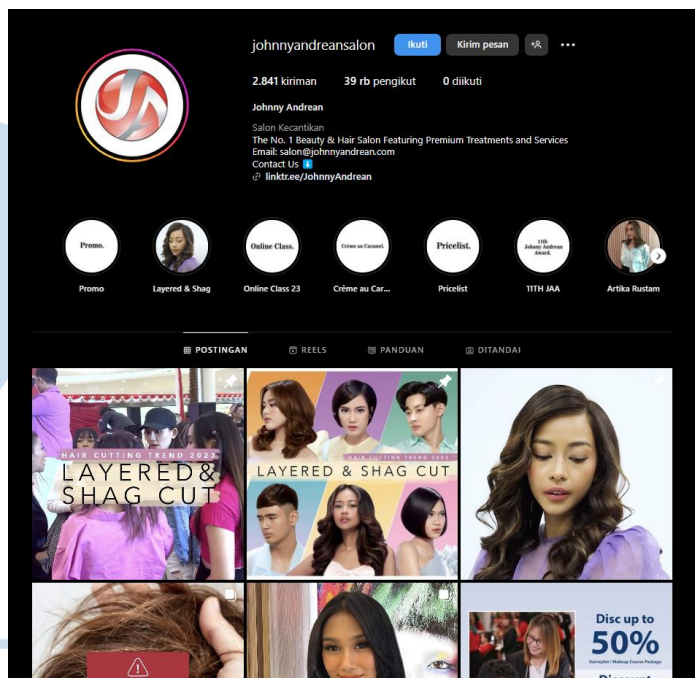 johnnyandreansalon Ikuti Kirim pesan
2.841 kiriman 39 rb pengikut 0 diikuti
Johnny Andrean
Salon Kecantikan
The No. 1 Beauty & Hair Salon Featuring Premium Treatments and Services
Email: salon@johnnyandrean.com
Contact Us
linktr.ee/JohnnyAndrean
JA
Promo. Online Class. Crème au Caramel. Pricelist. 11th Johnny Andrean Award.
Promo Layered & Shag Online Class 23 Crème au Car... Pricelist 11TH JAA Artika Rustam
POSTINGAN REELS PANDUAN DITANDAI
HAIR CUTTING TREND 2023
LAYERED &
SHAG CUT
HAIR CUTTING TREND 2023
LAYERED & SHAG CUT
Disc up to
50%
Hairstylist / Makeup Course Package